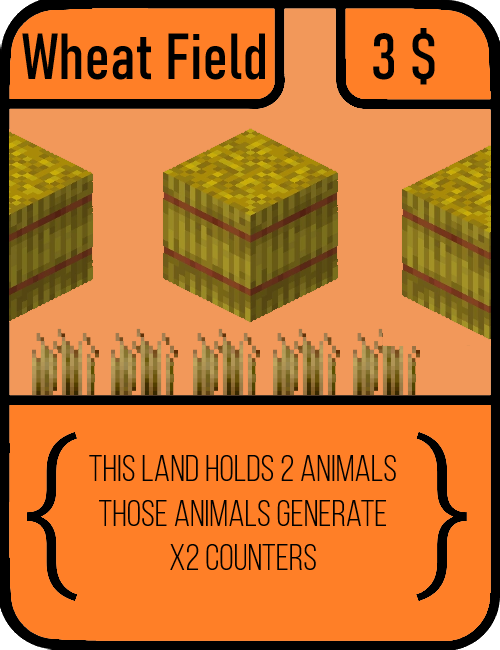 Wheat Field
3 $
THIS LAND HOLDS 2 ANIMALS
THOSE ANIMALS GENERATE
X2 COUNTERS